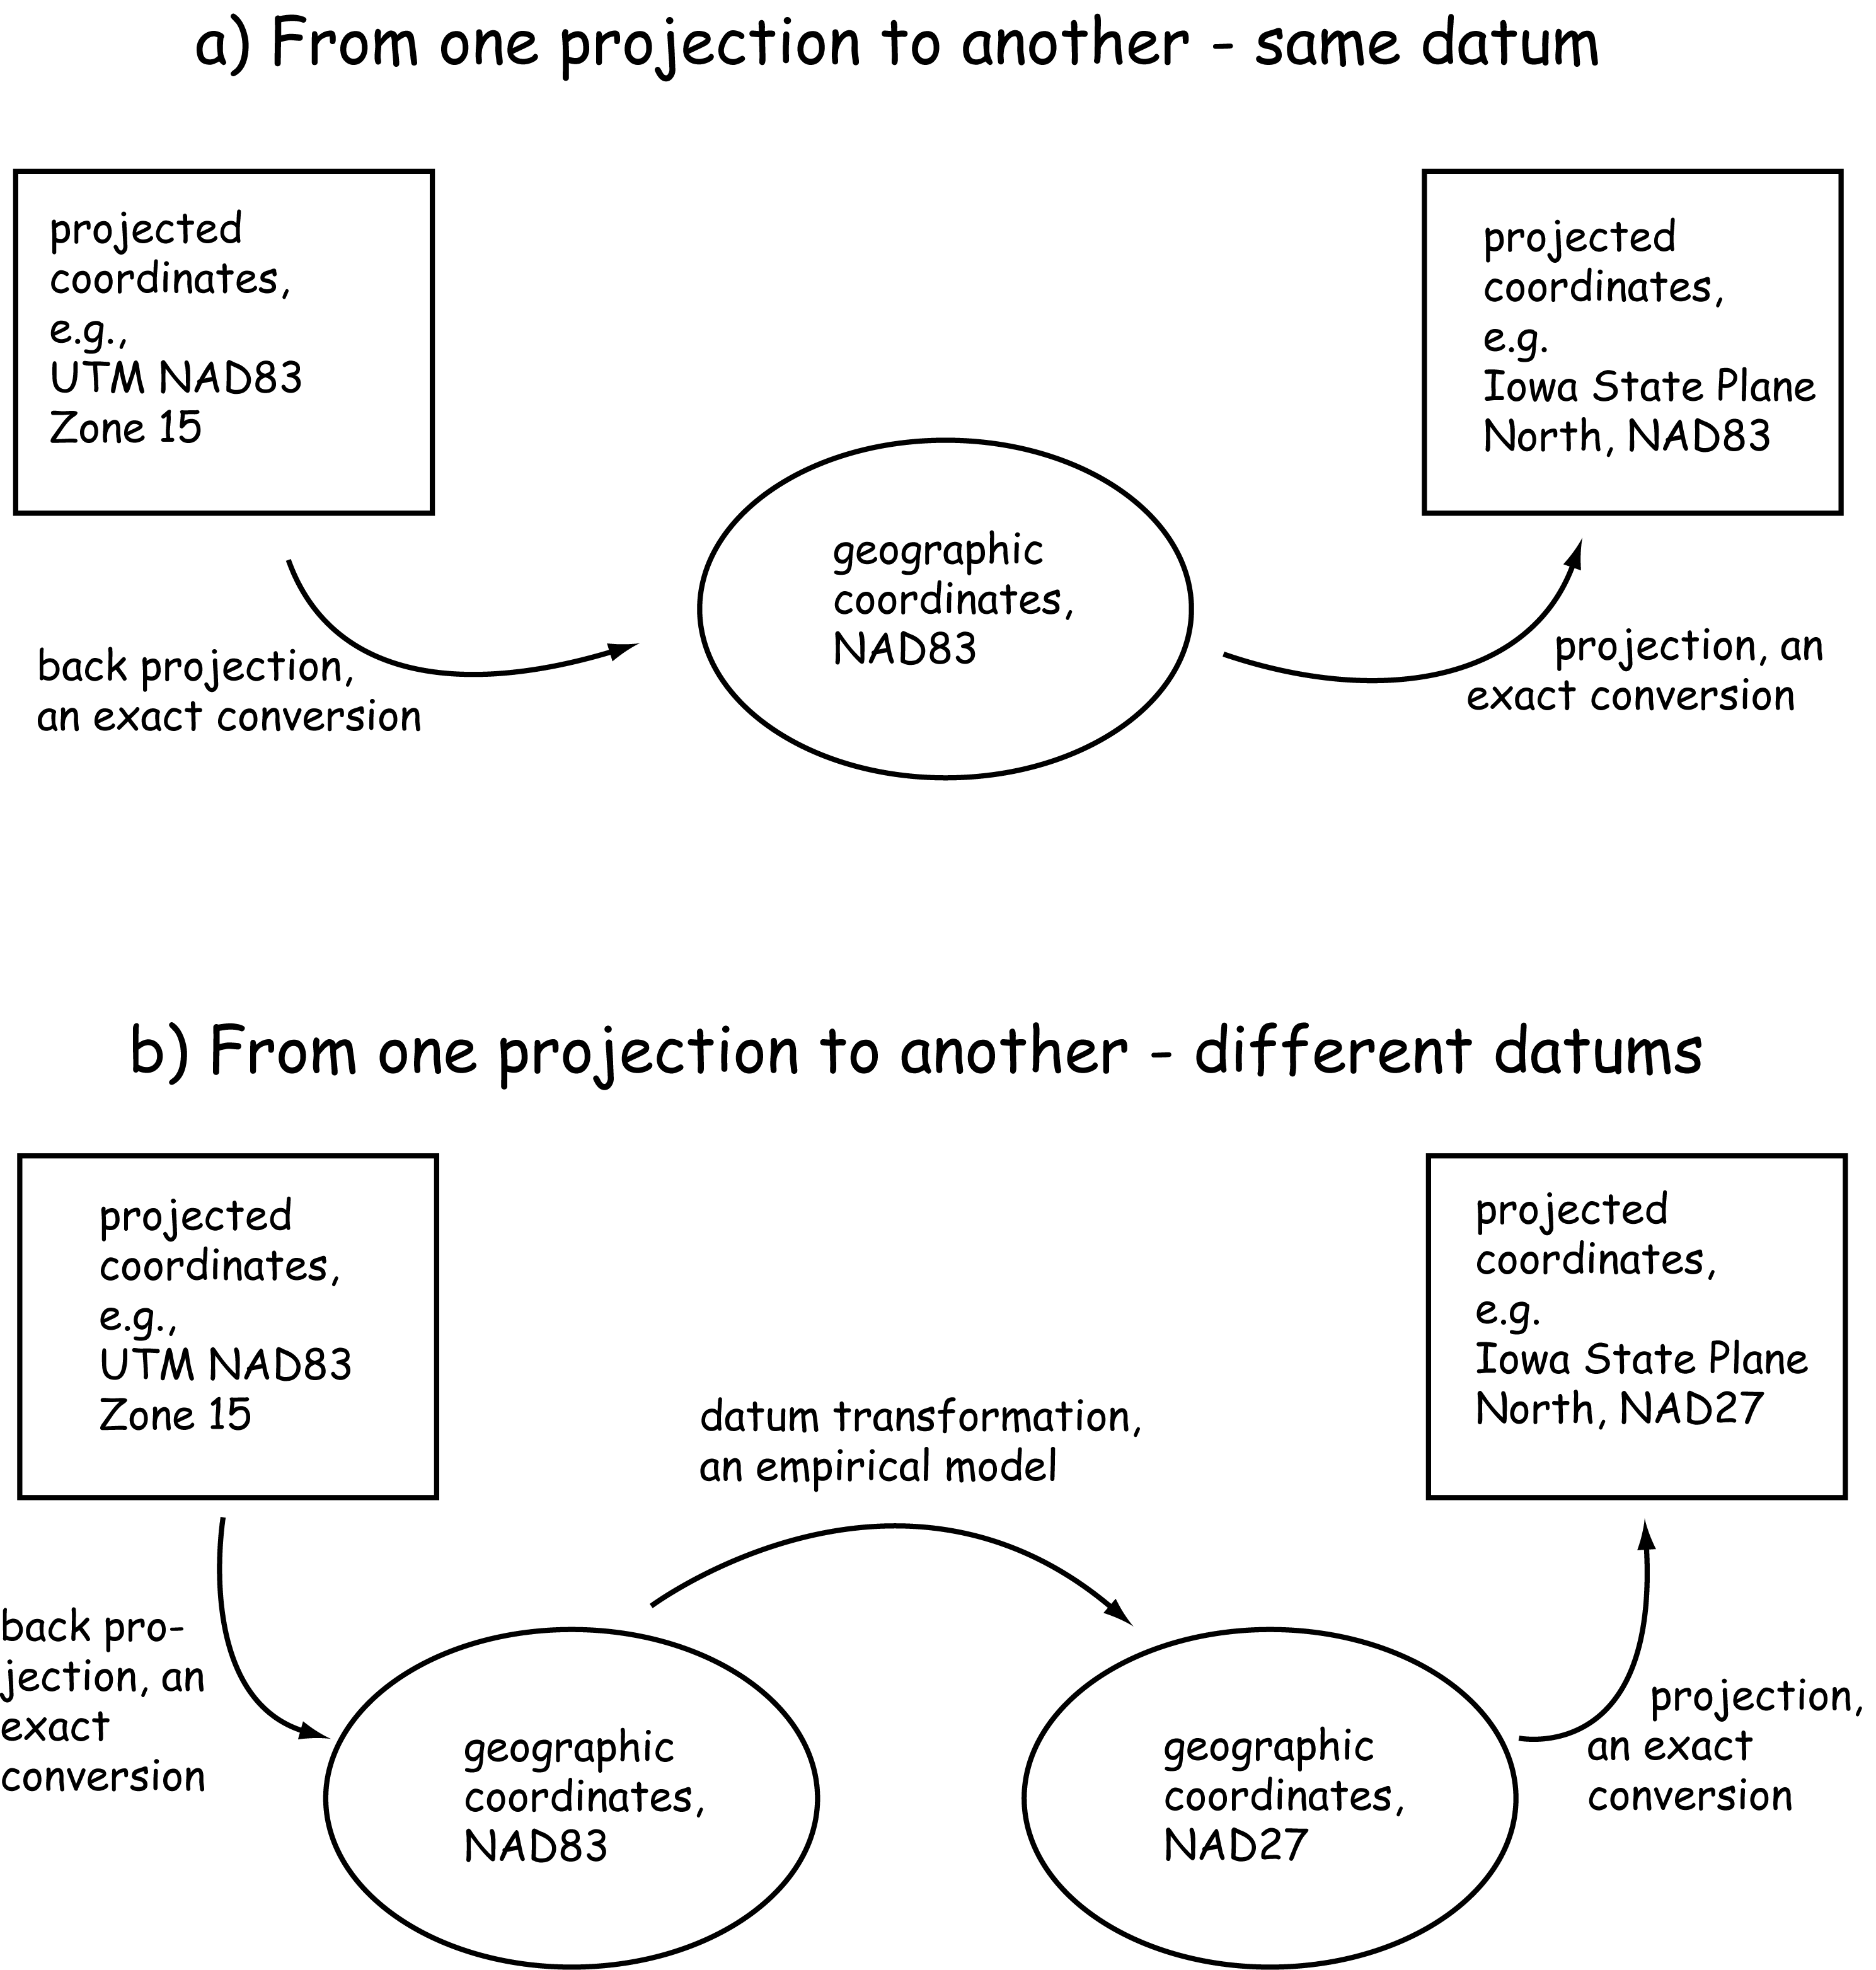 a) From one projection to another - same datum
projected
coordinates,
e.g.,
UTM NAD83
Zone 15
projected
coordinates,
e.g.
Iowa State Plane
North, NAD83
geographic
coordinates,
NAD83
back projection,
an exact conversion
projection, an
exact conversion
b) From one projection to another - different datums
projected
coordinates,
e.g.,
UTM NAD83
Zone 15
projected
coordinates,
e.g.
Iowa State Plane
North, NAD27
datum transformation,
an empirical model
back pro-
jection, an
exact
conversion
geographic
coordinates,
NAD83
geographic
coordinates,
NAD27
projection,
an exact
conversion